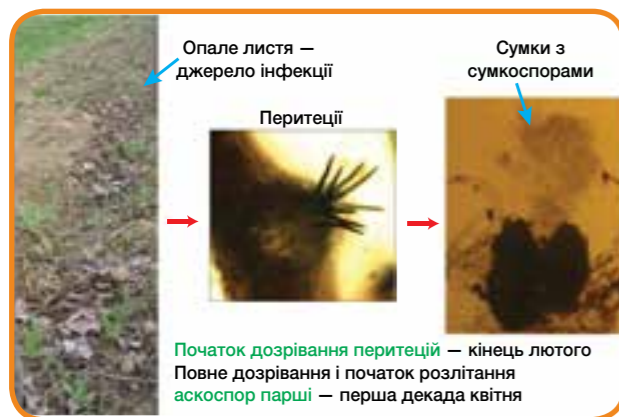 Опале листя —
джерело інфекції
Перитеції
Сумки з
сумкоспорами
Початок дозрівання перитецій — кінець лютого
Повне дозрівання і початок розлітання
аскоспор парші — перша декада квітня